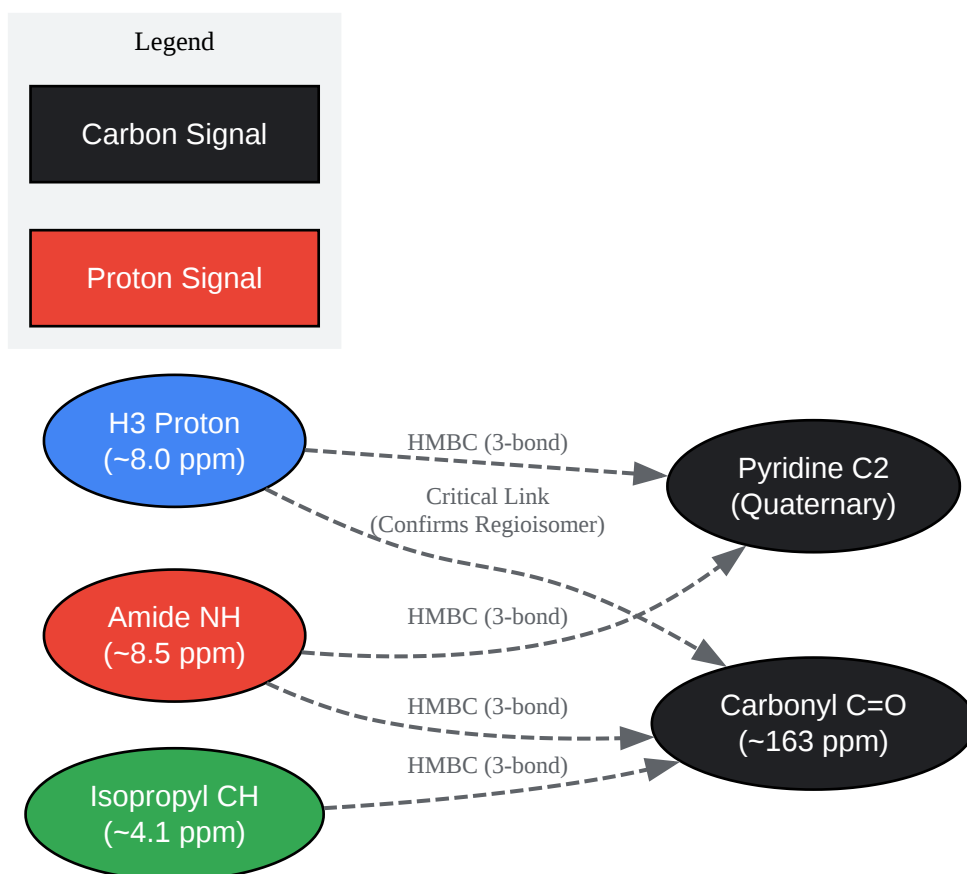 Legend
Carbon Signal
Proton Signal
H3 Proton
(~8.0 ppm)
HMBC (3-bond)
Pyridine C2
(Quaternary)
Critical Link
(Confirms Regioisomer)
Amide NH
(~8.5 ppm)
HMBC (3-bond)
HMBC (3-bond)
Carbonyl C=O
(~163 ppm)
HMBC (3-bond)
Isopropyl CH
(~4.1 ppm)